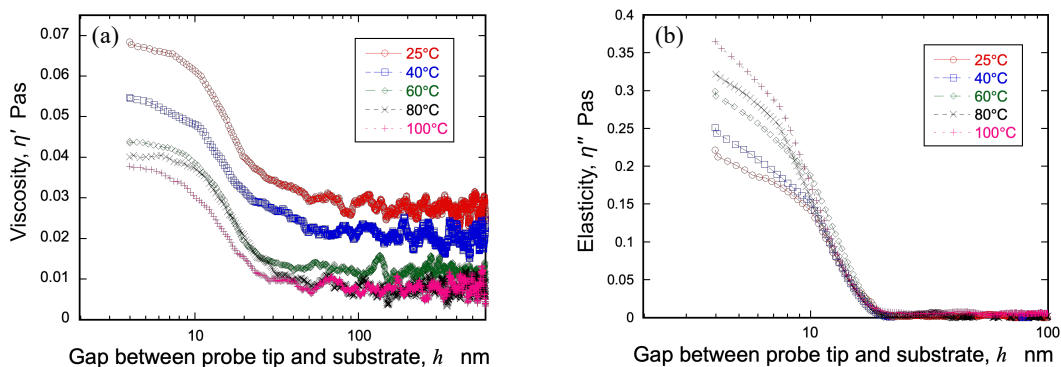 (a)
Viscosity, η′ Pas
0.07
0.06
0.05
0.04
0.03
0.02
0.01
0
25°C
40°C
60°C
80°C
100°C
10
100
Gap between probe tip and substrate, h nm
(b)
Elasticity, η″ Pas
0.4
0.35
0.3
0.25
0.2
0.15
0.1
0.05
0
25°C
40°C
60°C
80°C
100°C
10
100
Gap between probe tip and substrate, h nm